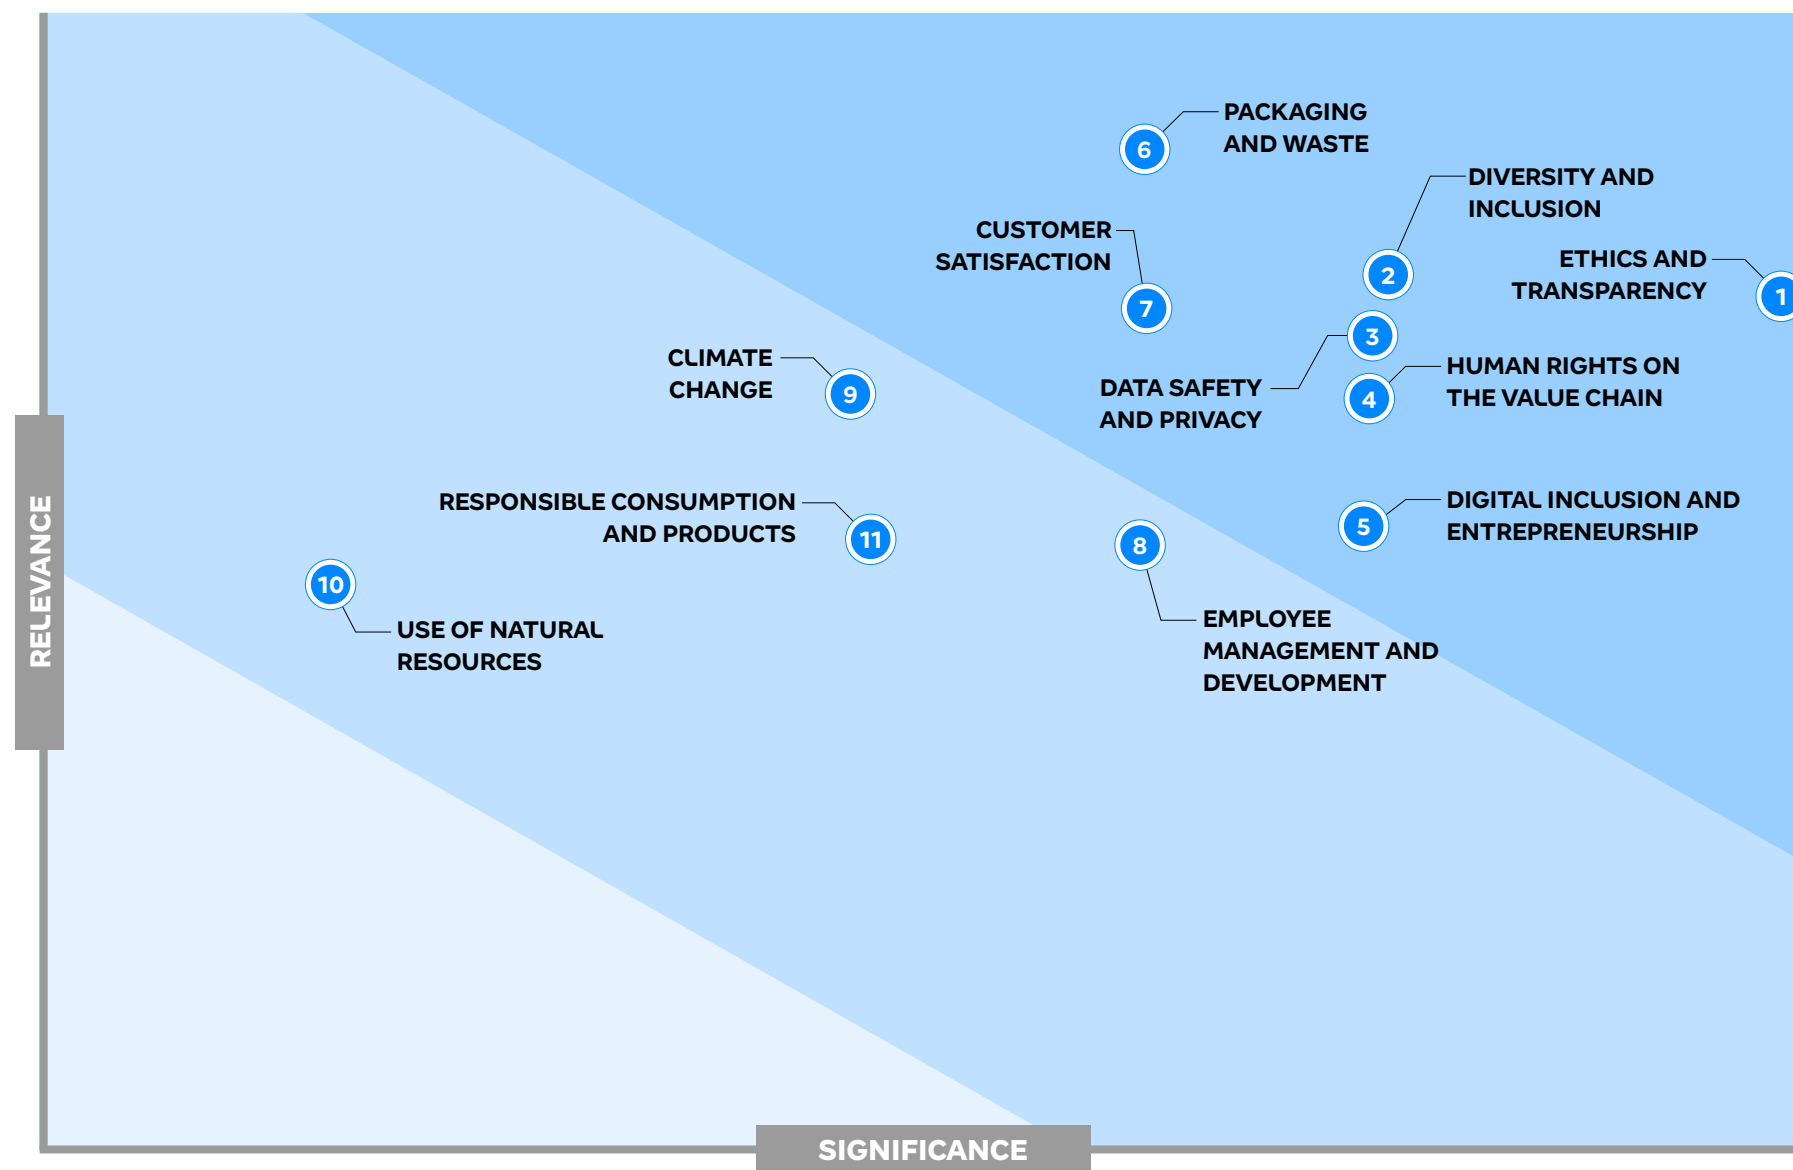 PACKAGING
AND WASTE
6
DIVERSITY AND
INCLUSION
2
CUSTOMER
SATISFACTION
7
ETHICS AND
TRANSPARENCY
1
3
DATA SAFETY
AND PRIVACY
HUMAN RIGHTS ON
THE VALUE CHAIN
4
CLIMATE
CHANGE
9
RESPONSIBLE CONSUMPTION
AND PRODUCTS
11
DIGITAL INCLUSION AND
ENTREPRENEURSHIP
5
8
EMPLOYEE
MANAGEMENT AND
DEVELOPMENT
10
USE OF NATURAL
RESOURCES
RELEVANCE
SIGNIFICANCE